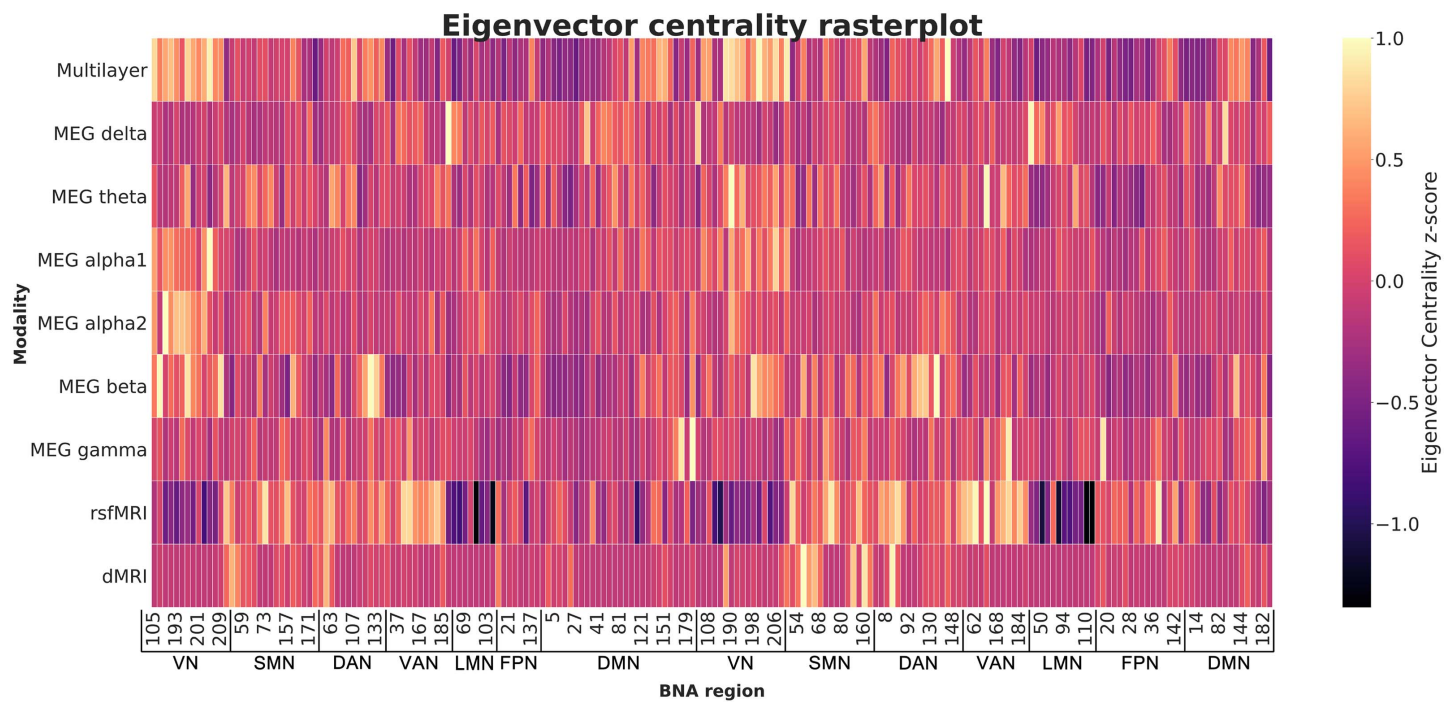 Eigenvector centrality rasterplot
Modality
Multilayer
MEG delta
MEG theta
MEG alpha1
MEG alpha2
MEG beta
MEG gamma
rsfMRI
dMRI
105 193 201 209 59 73 157 171 63 107 133 37 167 185 69 103 21 137 5 27 41 81 121 151 179 108 190 198 206 54 68 80 160 8 92 130 148 62 168 184 50 94 110 20 28 36 142 14 82 144 182
VN SMN DAN VAN LMN FPN DMN VN SMN DAN VAN LMN FPN DMN
BNA region
1.0
0.5
0.0
−0.5
−1.0
Eigenvector Centrality z-score